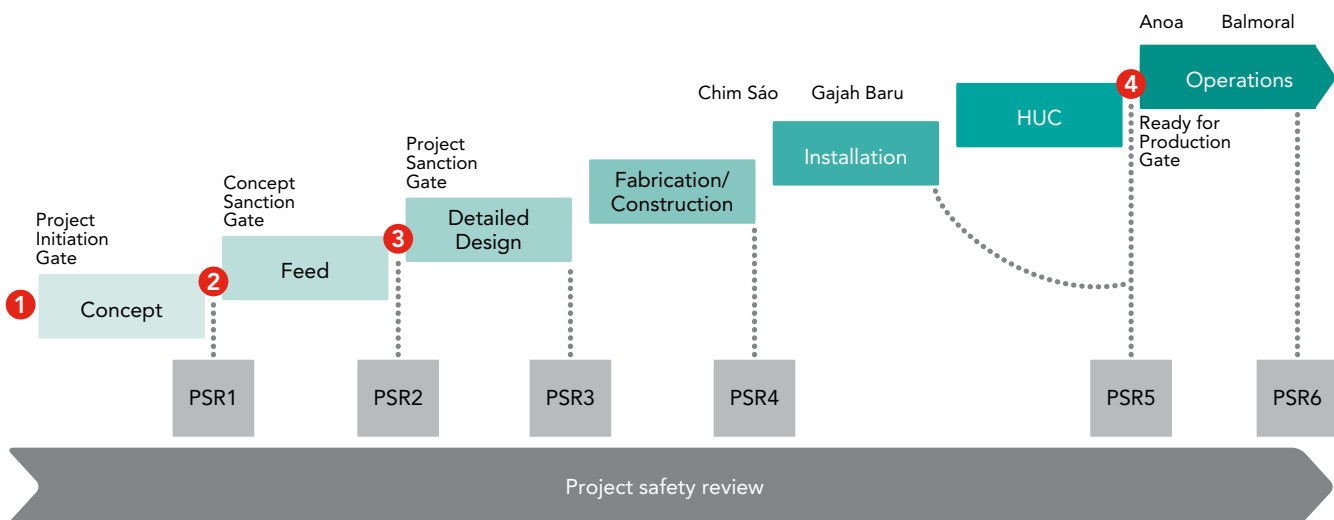 Anoa
Balmoral
4
Operations
Chim Sáo
Gajah Baru
HUC
Ready for
Production
Gate
Project
Sanction
Gate
Installation
Fabrication/
Construction
Concept
Sanction
Gate
3
Detailed
Design
Project
Initiation
Gate
2
Feed
1
Concept
PSR1
PSR2
PSR3
PSR4
PSR5
PSR6
Project safety review